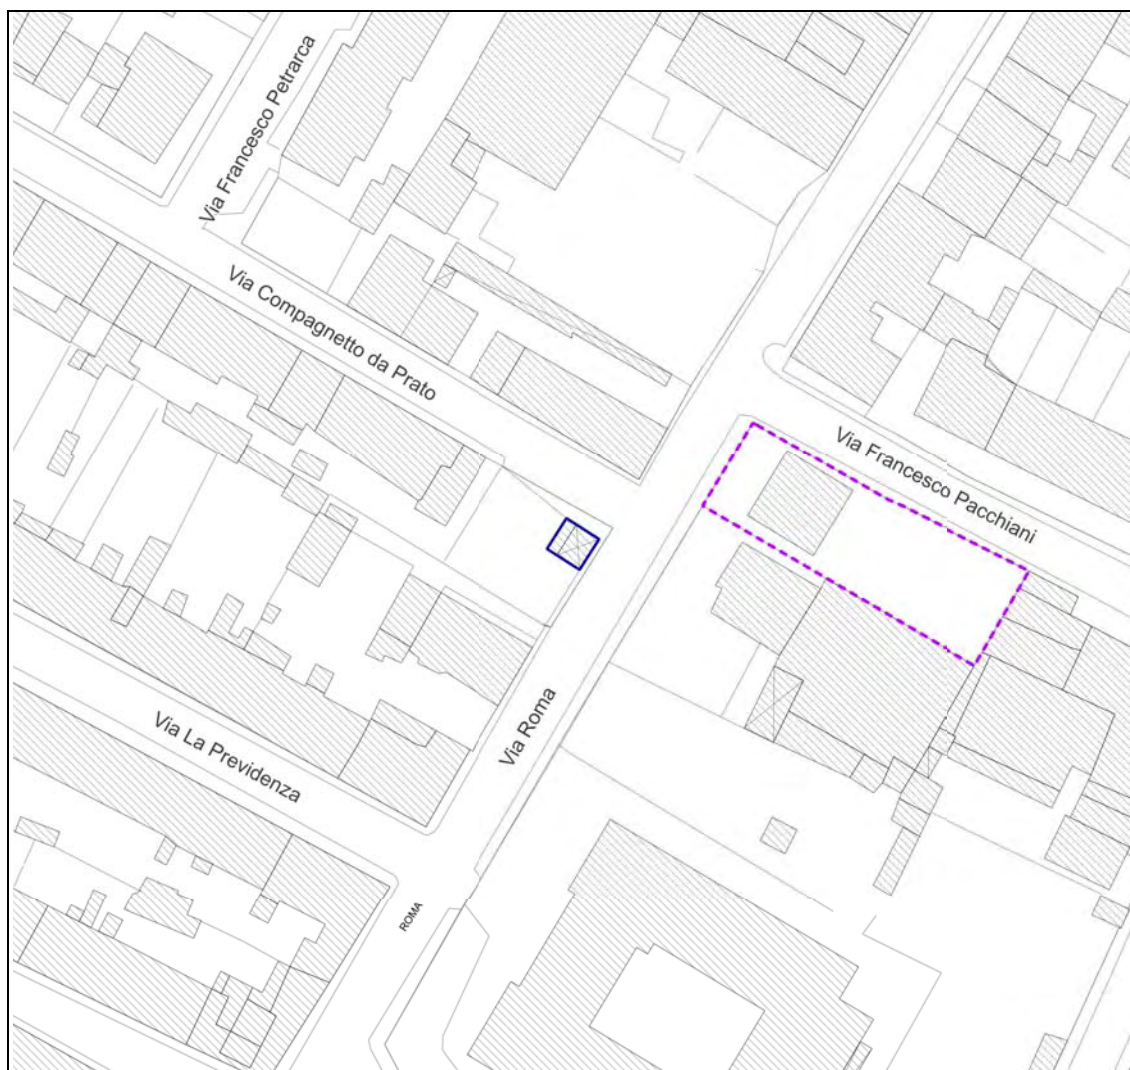 Via Francesco Petrarca
Via Compagnetto da Prato
Via Francesco Pacchiani
Via Roma
Via La Previdenza
ROMA